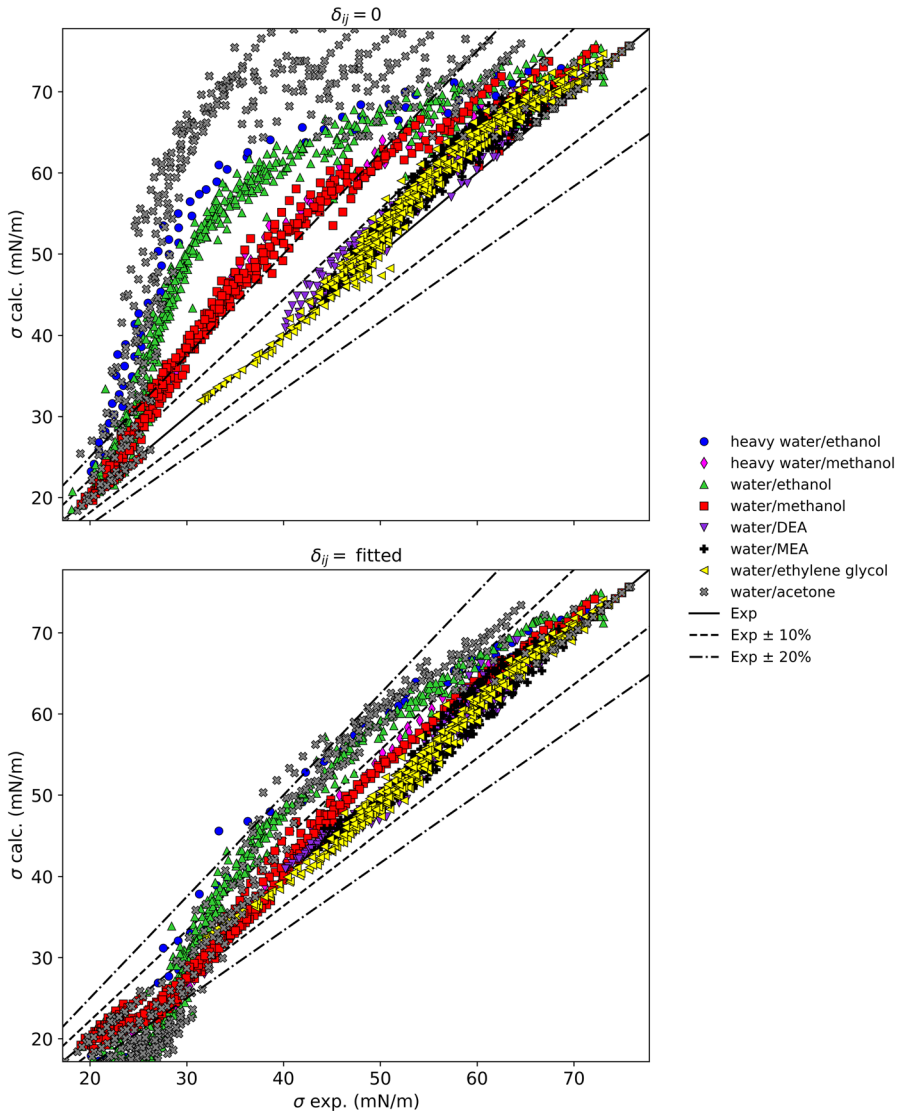 δij = 0
70
60
50
40
30
20
σ calc. (mN/m)
δij = fitted
70
60
50
40
30
20
σ calc. (mN/m)
20 30 40 50 60 70
σ exp. (mN/m)
heavy water/ethanol
heavy water/methanol
water/ethanol
water/methanol
water/DEA
water/MEA
water/ethylene glycol
water/acetone
Exp
Exp ± 10%
Exp ± 20%